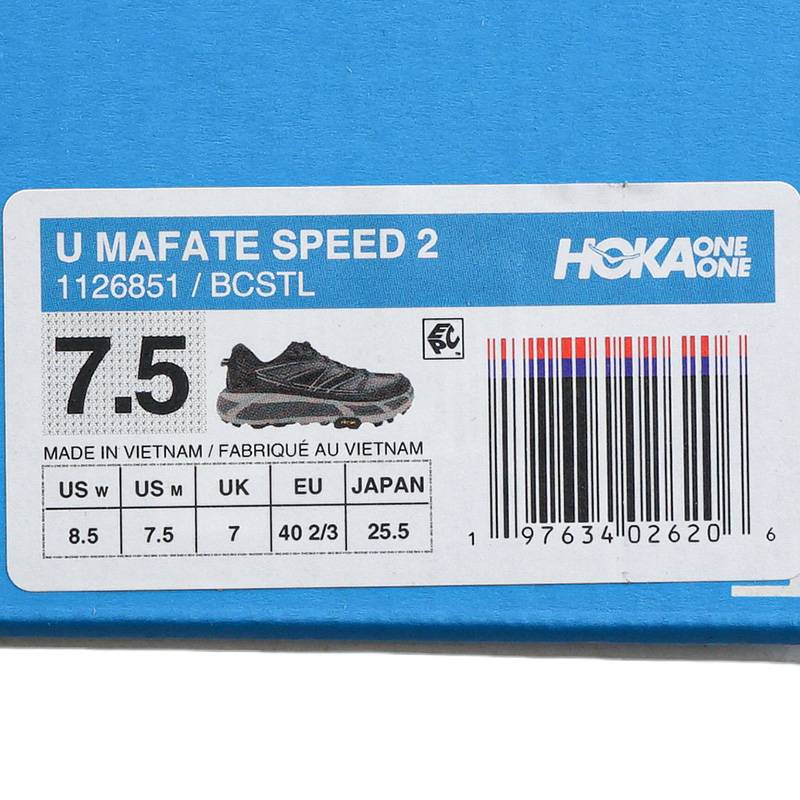 U MAFATE SPEED 2
1126851 / BCSTL
HOKA ONE ONE
7.5
EPC™
MADE IN VIETNAM / FABRIQUÉ AU VIETNAM
US W US M UK EU JAPAN
8.5 7.5 7 40 2/3 25.5
1 97634 02620 6